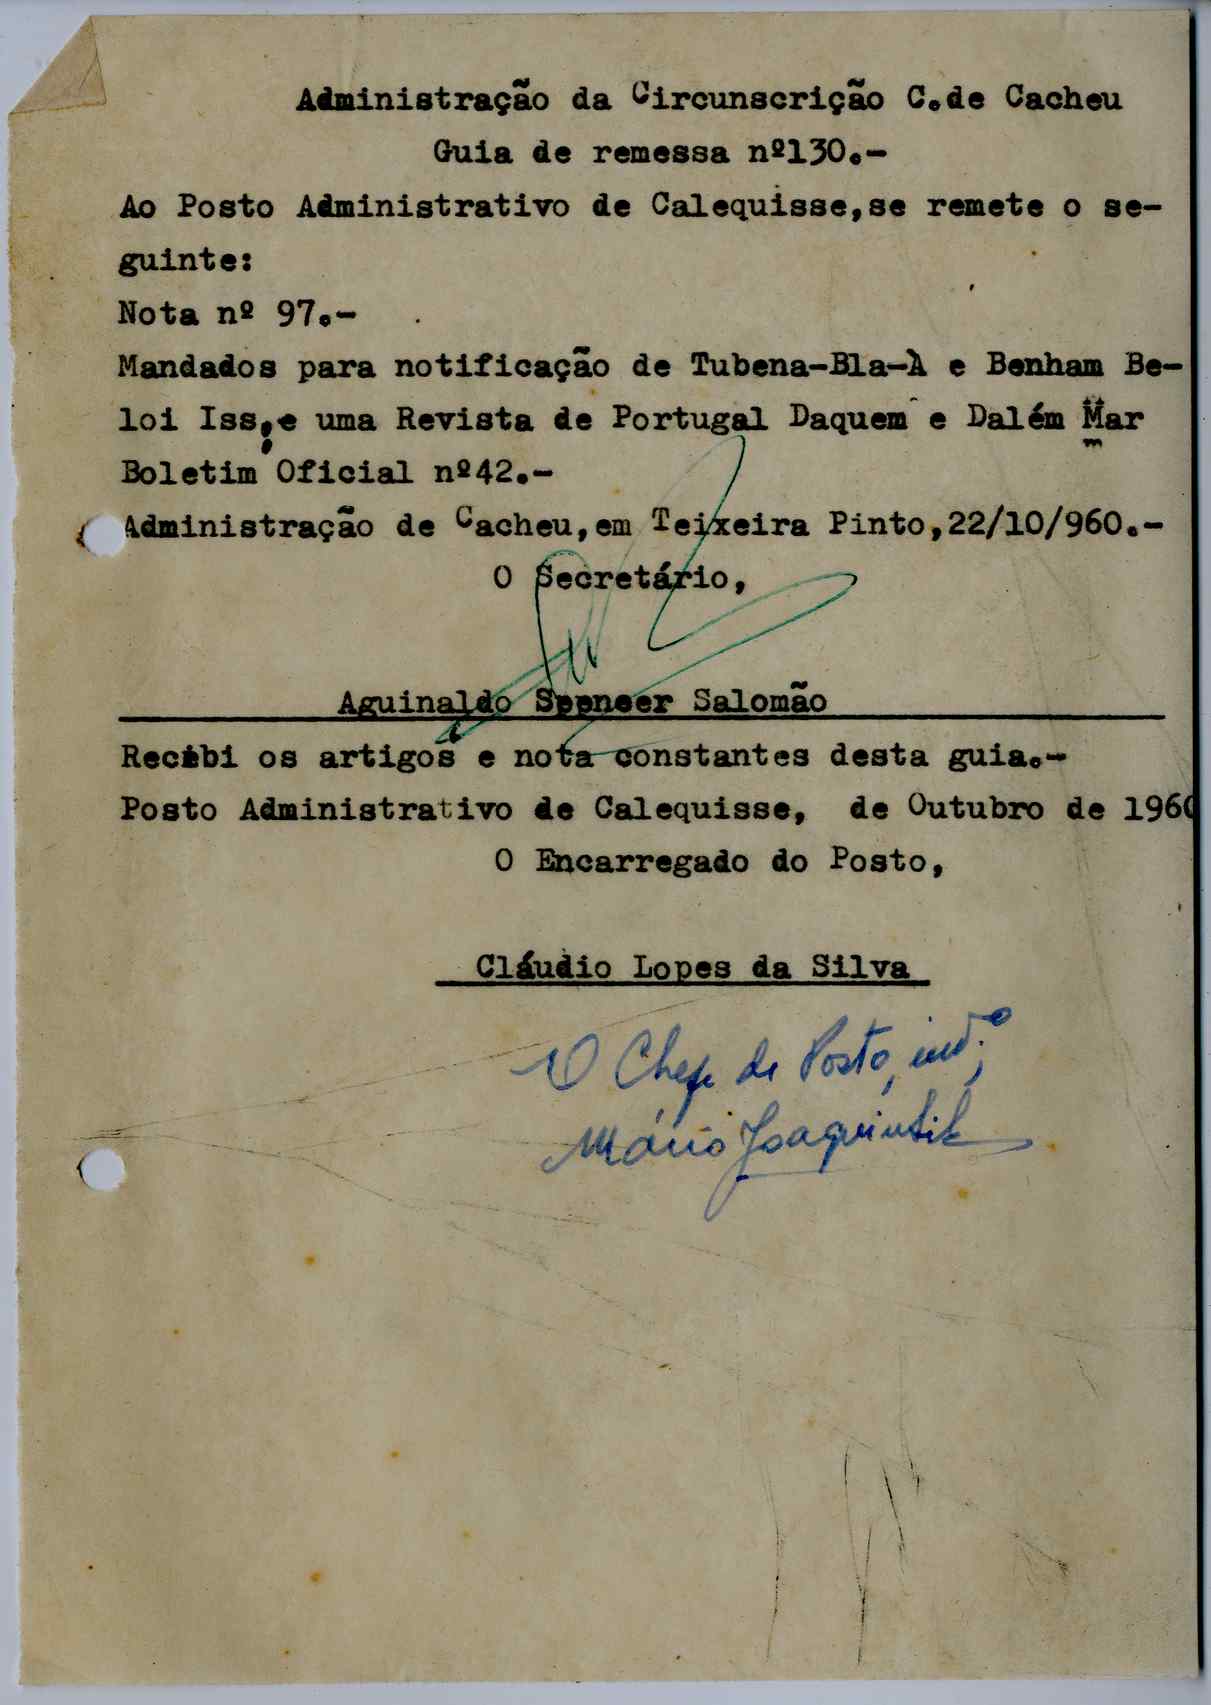 Administração da Circunscrição C.de Cacheu
Guia de remessa nº130.-
Ao Posto Administrativo de Calequisse,se remete o se-
guinte:
Nota nº 97.-
Mandados para notificação de Tubena-Bla-À e Benham Be-
loi Iss,e uma Revista de Portugal Daquem e Dalém Mar
Boletim Oficial nº42.-
Administração de Cacheu,em Teixeira Pinto,22/10/960.-
O Secretário,
Aguinaldo Spencer Salomão
Recebi os artigos e nota constantes desta guia.-
Posto Administrativo de Calequisse, de Outubro de 1960
O Encarregado do Posto,
Cláudio Lopes da Silva
O Chefe de Posto, ind.º,
Mário Joaquim